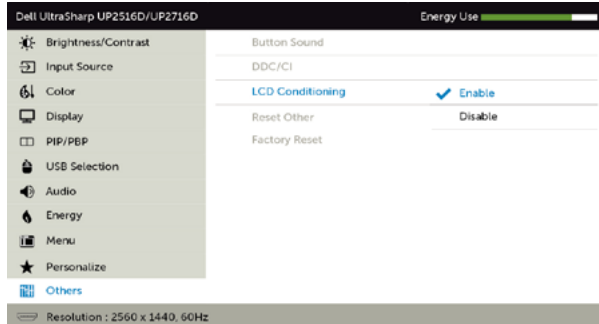 Dell UltraSharp UP2516D/UP2716D Energy Use
Brightness/Contrast Button Sound
Input Source DDC/CI
Color LCD Conditioning Enable
Display Reset Other Disable
PIP/PBP Factory Reset
USB Selection
Audio
Energy
Menu
Personalize
Others
Resolution : 2560 x 1440, 60Hz